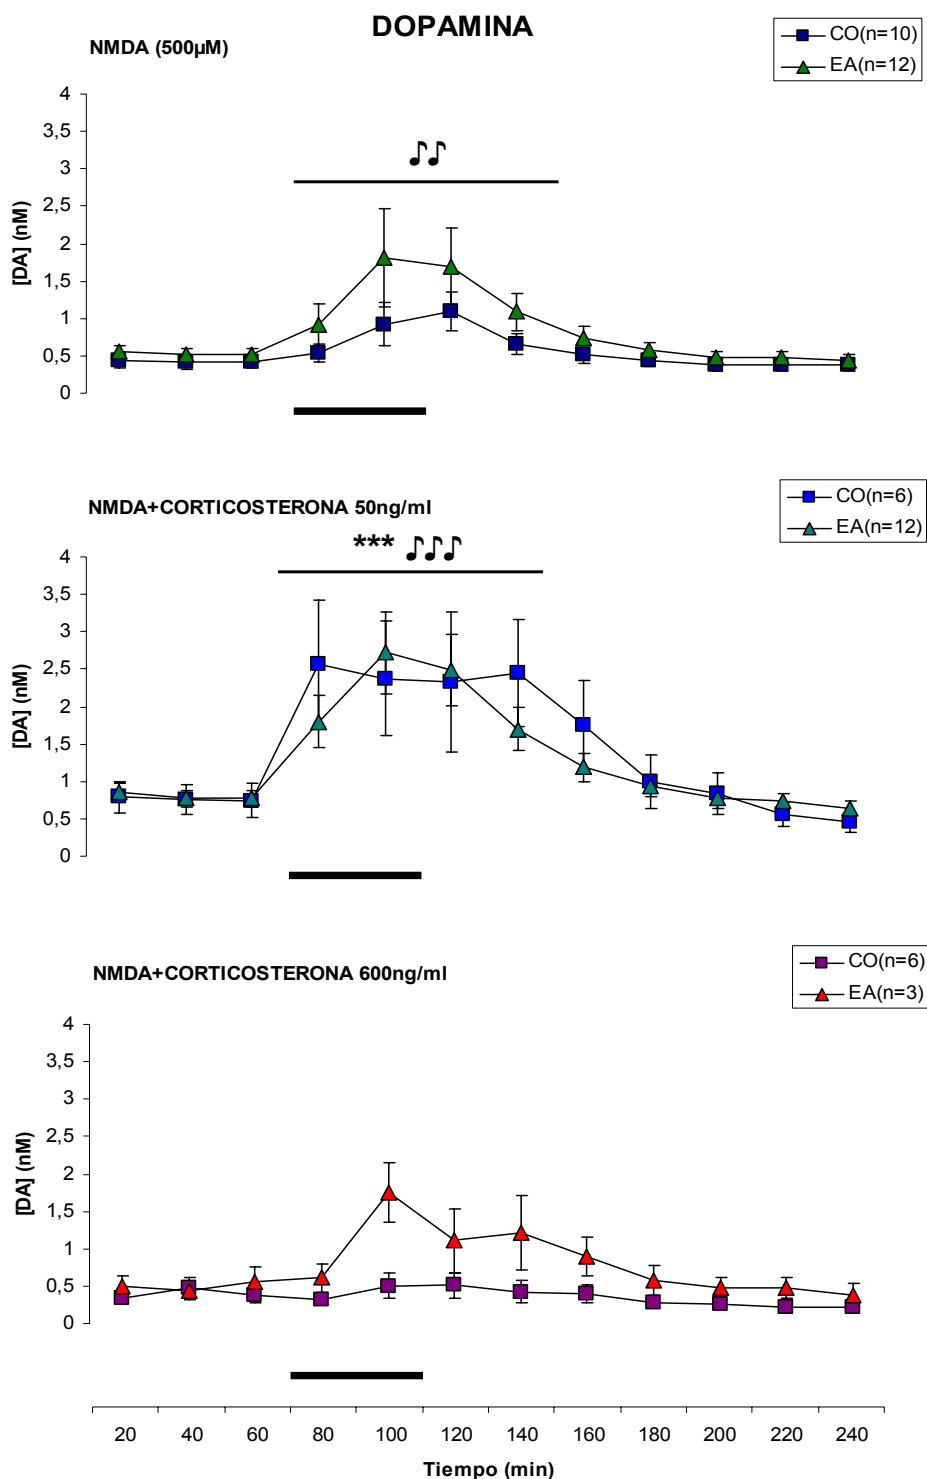 DOPAMINA
NMDA (500µM)
CO(n=10)
EA(n=12)
4
3,5
3
2,5
2
1,5
1
0,5
0
[DA] (nM)
♪♪
NMDA+CORTICOSTERONA 50ng/ml
CO(n=6)
EA(n=12)
*** ♪♪♪
4
3,5
3
2,5
2
1,5
1
0,5
0
[DA] (nM)
NMDA+CORTICOSTERONA 600ng/ml
CO(n=6)
EA(n=3)
4
3,5
3
2,5
2
1,5
1
0,5
0
[DA] (nM)
20 40 60 80 100 120 140 160 180 200 220 240
Tiempo (min)